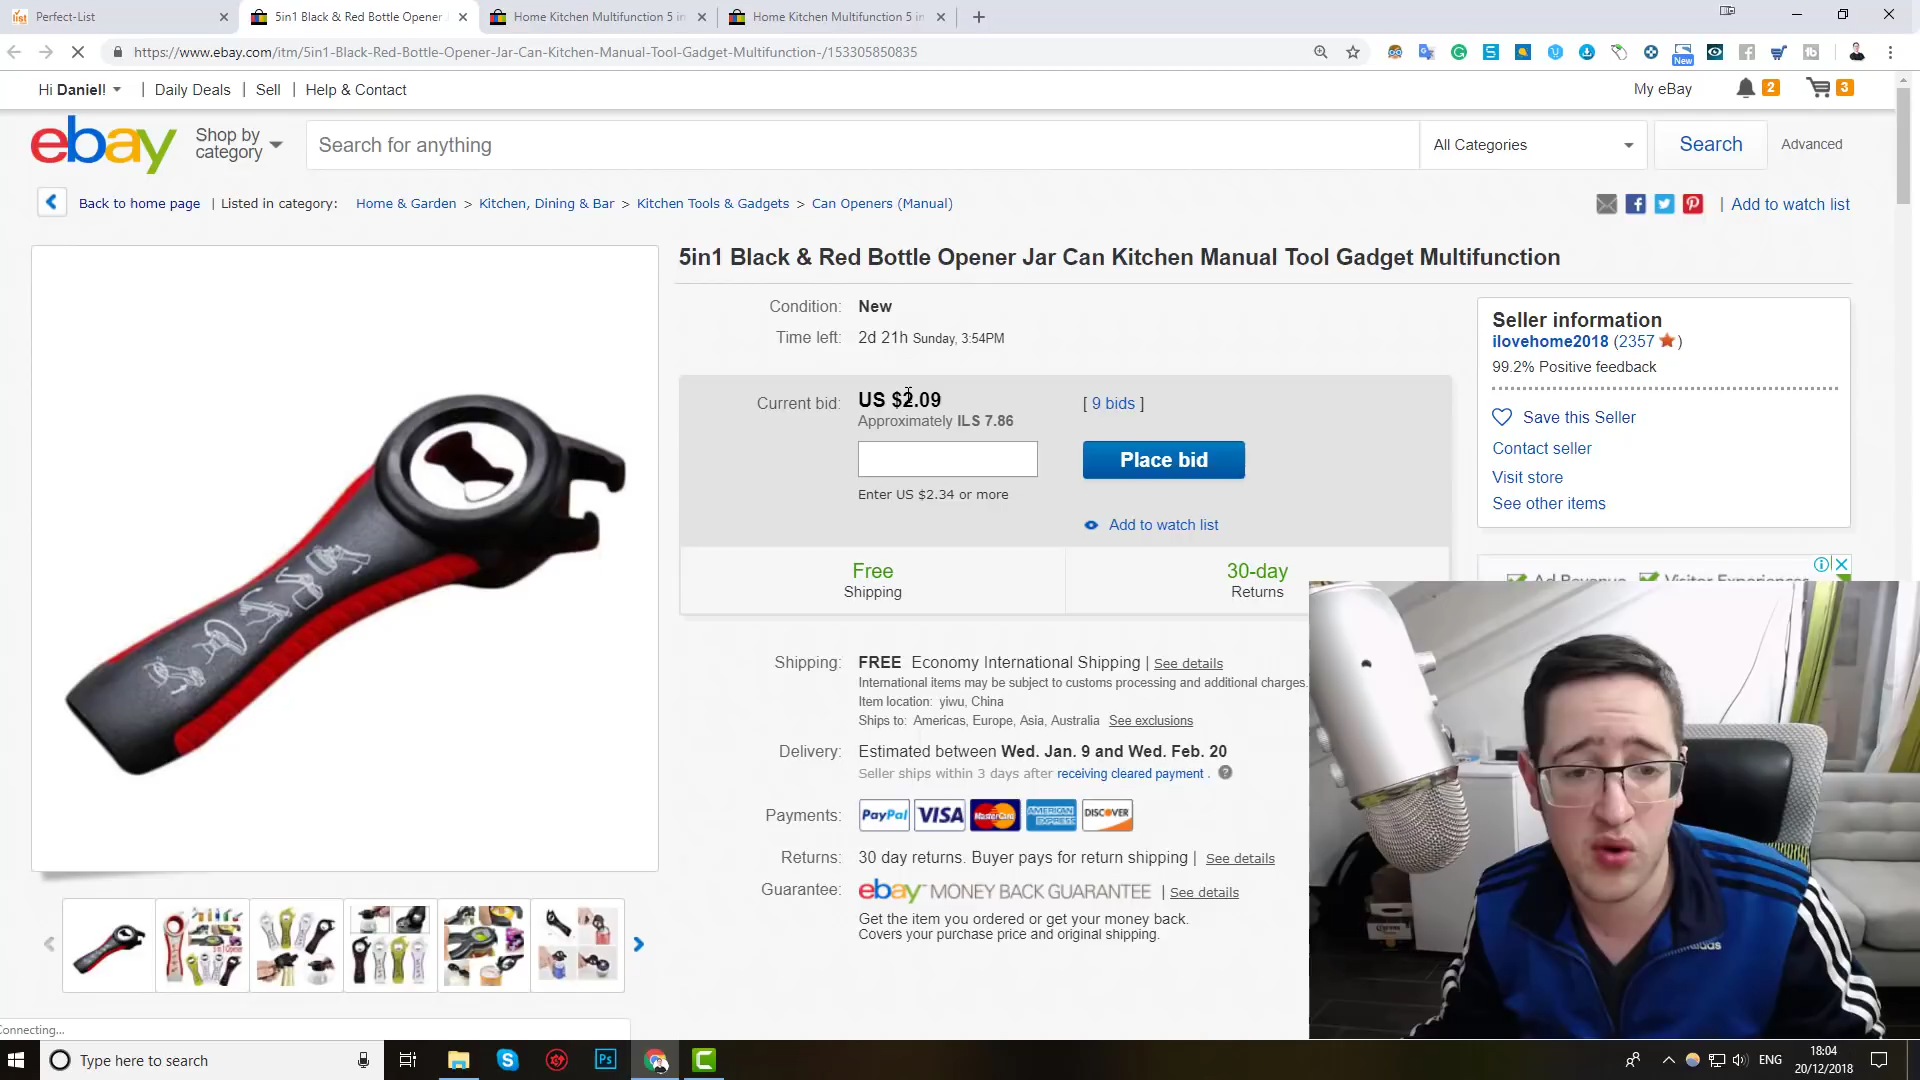 Perfect-List
5in1 Black & Red Bottle Opener
Home Kitchen Multifunction 5 in
Home Kitchen Multifunction 5 in
https://www.ebay.com/itm/5in1-Black-Red-Bottle-Opener-Jar-Can-Kitchen-Manual-Tool-Gadget-Multifunction-/153305850835
New
Hi Daniel! | Daily Deals | Sell | Help & Contact
My eBay 2 3
ebay Shop by category
Search for anything
All Categories
Search
Advanced
Back to home page | Listed in category: Home & Garden > Kitchen, Dining & Bar > Kitchen Tools & Gadgets > Can Openers (Manual)
| Add to watch list
5in1 Black & Red Bottle Opener Jar Can Kitchen Manual Tool Gadget Multifunction
Condition: New
Time left: 2d 21h Sunday, 3:54PM
Current bid: US $2.09 [ 9 bids ]
Approximately ILS 7.86
Place bid
Enter US $2.34 or more
Add to watch list
Free
Shipping
30-day
Returns
Seller information
ilovehome2018 (2357 )
99.2% Positive feedback
Save this Seller
Contact seller
Visit store
See other items
Ad Revenue Visitor Experiences
Shipping: FREE Economy International Shipping | See details
International items may be subject to customs processing and additional charges.
Item location: yiwu, China
Ships to: Americas, Europe, Asia, Australia See exclusions
Delivery: Estimated between Wed. Jan. 9 and Wed. Feb. 20
Seller ships within 3 days after receiving cleared payment . ?
Payments: PayPal VISA MasterCard AMERICAN EXPRESS DISCOVER
Returns: 30 day returns. Buyer pays for return shipping | See details
Guarantee: ebay MONEY BACK GUARANTEE | See details
Get the item you ordered or get your money back.
Covers your purchase price and original shipping.
Connecting...
adidas
Corona
Type here to search
Ps
ENG
18:04
20/12/2018